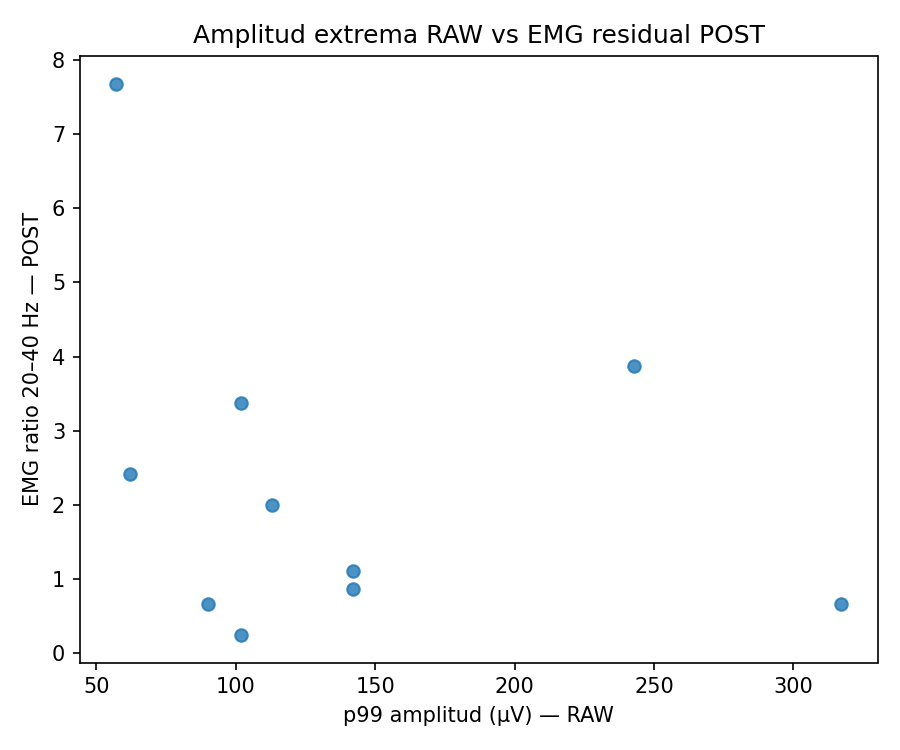 Amplitud extrema RAW vs EMG residual POST
8
7
6
5
4
3
2
1
0
EMG ratio 20–40 Hz — POST
50 100 150 200 250 300
p99 amplitud (µV) — RAW